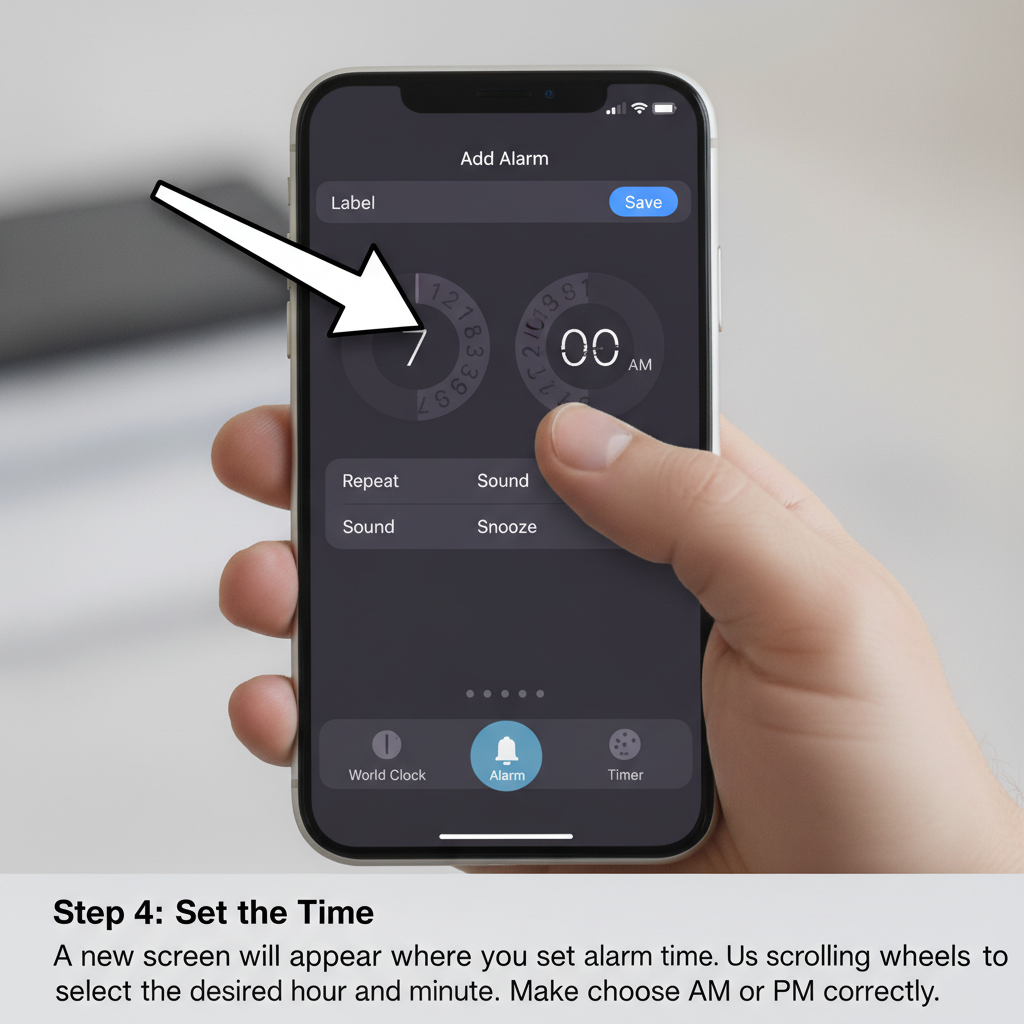 Add Alarm
Label Save
7 00 AM
Repeat Sound
Sound Snooze
World Clock Alarm Timer
Step 4: Set the Time
A new screen will appear where you set alarm time. Us scrolling wheels to
select the desired hour and minute. Make choose AM or PM correctly.